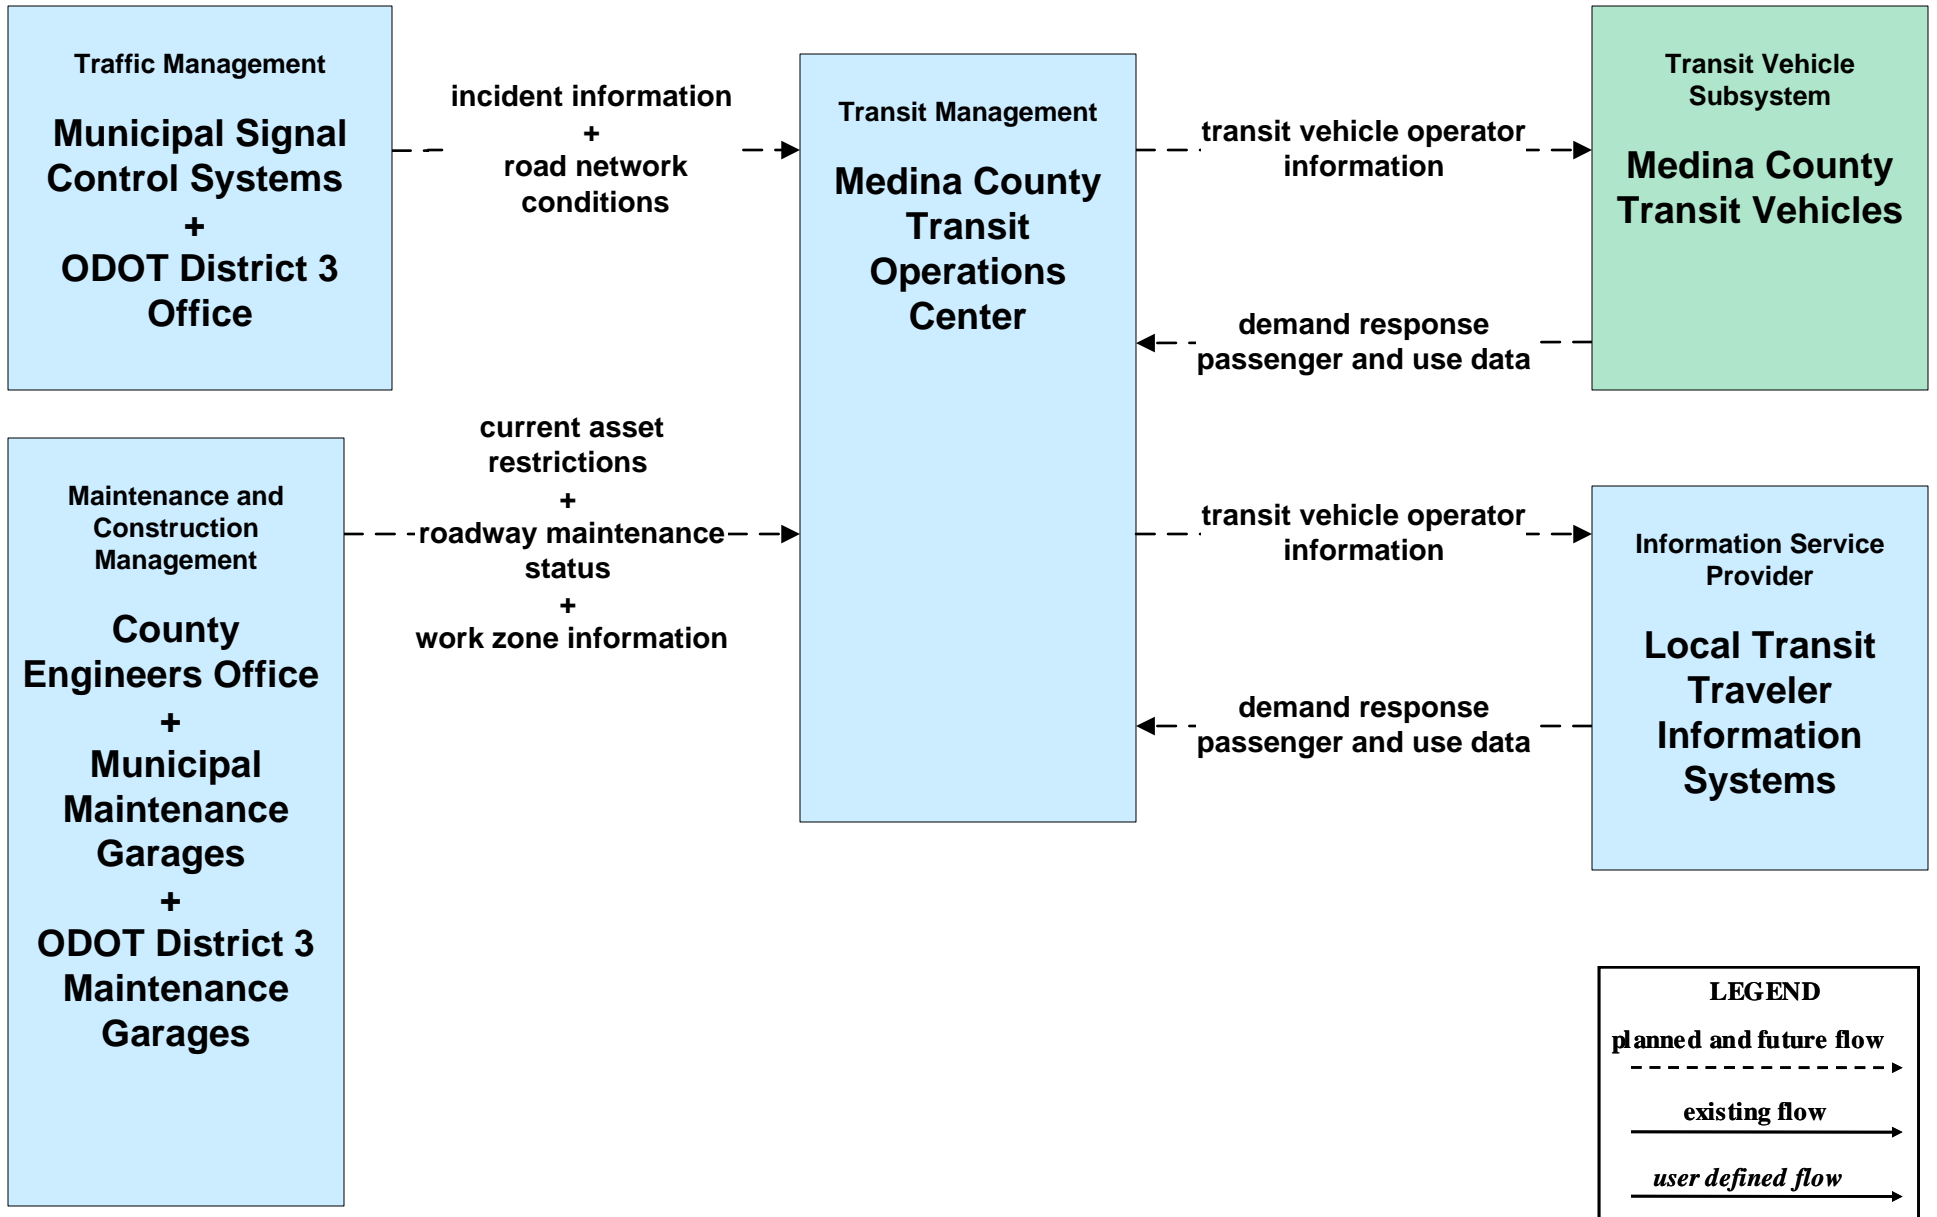 Traffic Management
Municipal Signal
Control Systems
+
ODOT District 3
Office
incident information
+
road network
conditions
Transit Management
Medina County
Transit
Operations
Center
transit vehicle operator
information
Transit Vehicle
Subsystem
Medina County
Transit Vehicles
demand response
passenger and use data
Maintenance and
Construction
Management
County
Engineers Office
+
Municipal
Maintenance
Garages
+
ODOT District 3
Maintenance
Garages
current asset
restrictions
+
roadway maintenance
status
+
work zone information
transit vehicle operator
information
Information Service
Provider
Local Transit
Traveler
Information
Systems
demand response
passenger and use data
LEGEND
planned and future flow
existing flow
user defined flow